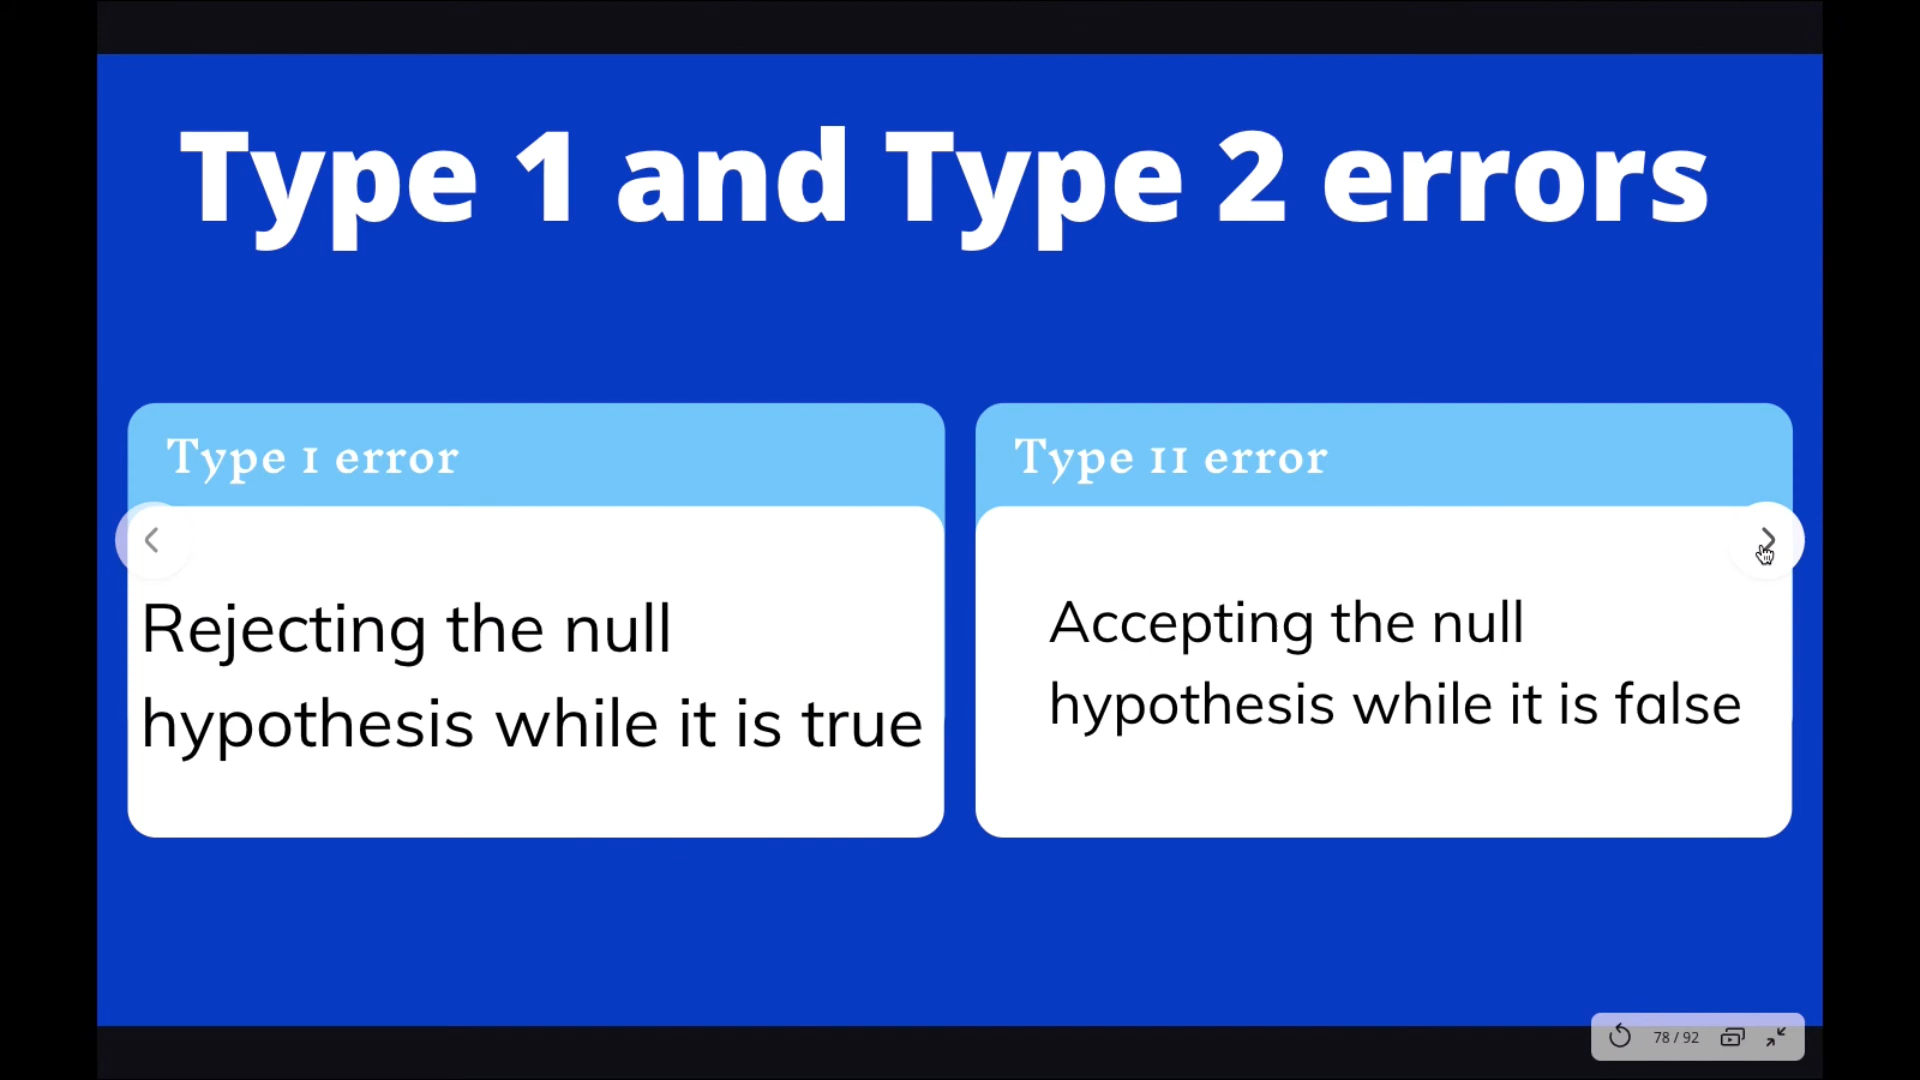 Type 1 and Type 2 errors
Type I error
Type II error
Rejecting the null
hypothesis while it is true
Accepting the null
hypothesis while it is false
78 / 92